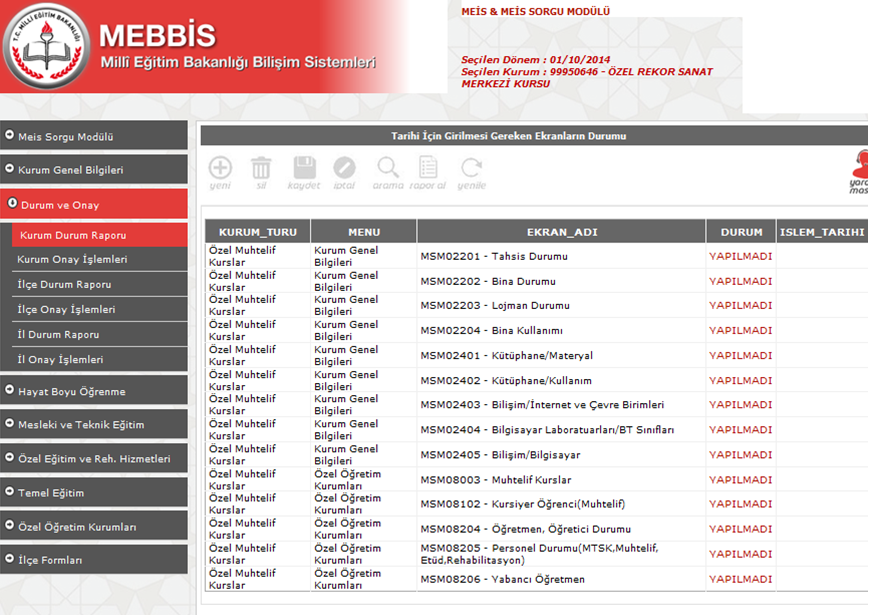 T.C. MİLLÎ EĞİTİM BAKANLIĞI
MEBBİS
Millî Eğitim Bakanlığı Bilişim Sistemleri
MEİS & MEİS SORGU MODÜLÜ
Seçilen Dönem : 01/10/2014
Seçilen Kurum : 99950646 - ÖZEL REKOR SANAT
MERKEZİ KURSU
Meis Sorgu Modülü
Kurum Genel Bilgileri
Durum ve Onay
Kurum Durum Raporu
Kurum Onay İşlemleri
İlçe Durum Raporu
İlçe Onay İşlemleri
İl Durum Raporu
İl Onay İşlemleri
Hayat Boyu Öğrenme
Mesleki ve Teknik Eğitim
Özel Eğitim ve Reh. Hizmetleri
Temel Eğitim
Özel Öğretim Kurumları
İlçe Formları
Tarihi İçin Girilmesi Gereken Ekranların Durumu
yeni sil kaydet iptal arama rapor al yenile
KURUM_TURU MENU EKRAN_ADI DURUM ISLEM_TARIHI
Özel Muhtelif Kurum Genel
Kurslar Bilgileri MSM02201 - Tahsis Durumu YAPILMADI
Özel Muhtelif Kurum Genel
Kurslar Bilgileri MSM02202 - Bina Durumu YAPILMADI
Özel Muhtelif Kurum Genel
Kurslar Bilgileri MSM02203 - Lojman Durumu YAPILMADI
Özel Muhtelif Kurum Genel
Kurslar Bilgileri MSM02204 - Bina Kullanımı YAPILMADI
Özel Muhtelif Kurum Genel
Kurslar Bilgileri MSM02401 - Kütüphane/Materyal YAPILMADI
Özel Muhtelif Kurum Genel
Kurslar Bilgileri MSM02402 - Kütüphane/Kullanım YAPILMADI
Özel Muhtelif Kurum Genel
Kurslar Bilgileri MSM02403 - Bilişim/İnternet ve Çevre Birimleri YAPILMADI
Özel Muhtelif Kurum Genel
Kurslar Bilgileri MSM02404 - Bilgisayar Laboratuarları/BT Sınıfları YAPILMADI
Özel Muhtelif Kurum Genel
Kurslar Bilgileri MSM02405 - Bilişim/Bilgisayar YAPILMADI
Özel Muhtelif Özel Öğretim
Kurslar Kurumları MSM08003 - Muhtelif Kurslar YAPILMADI
Özel Muhtelif Özel Öğretim
Kurslar Kurumları MSM08102 - Kursiyer Öğrenci(Muhtelif) YAPILMADI
Özel Muhtelif Özel Öğretim
Kurslar Kurumları MSM08204 - Öğretmen, Öğretici Durumu YAPILMADI
Özel Muhtelif Özel Öğretim MSM08205 - Personel Durumu(MTSK,Muhtelif,
Kurslar Kurumları Etüd,Rehabilitasyon) YAPILMADI
Özel Muhtelif Özel Öğretim
Kurslar Kurumları MSM08206 - Yabancı Öğretmen YAPILMADI